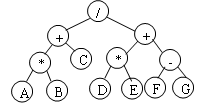 /
+ +
* C * -
A B D E F G